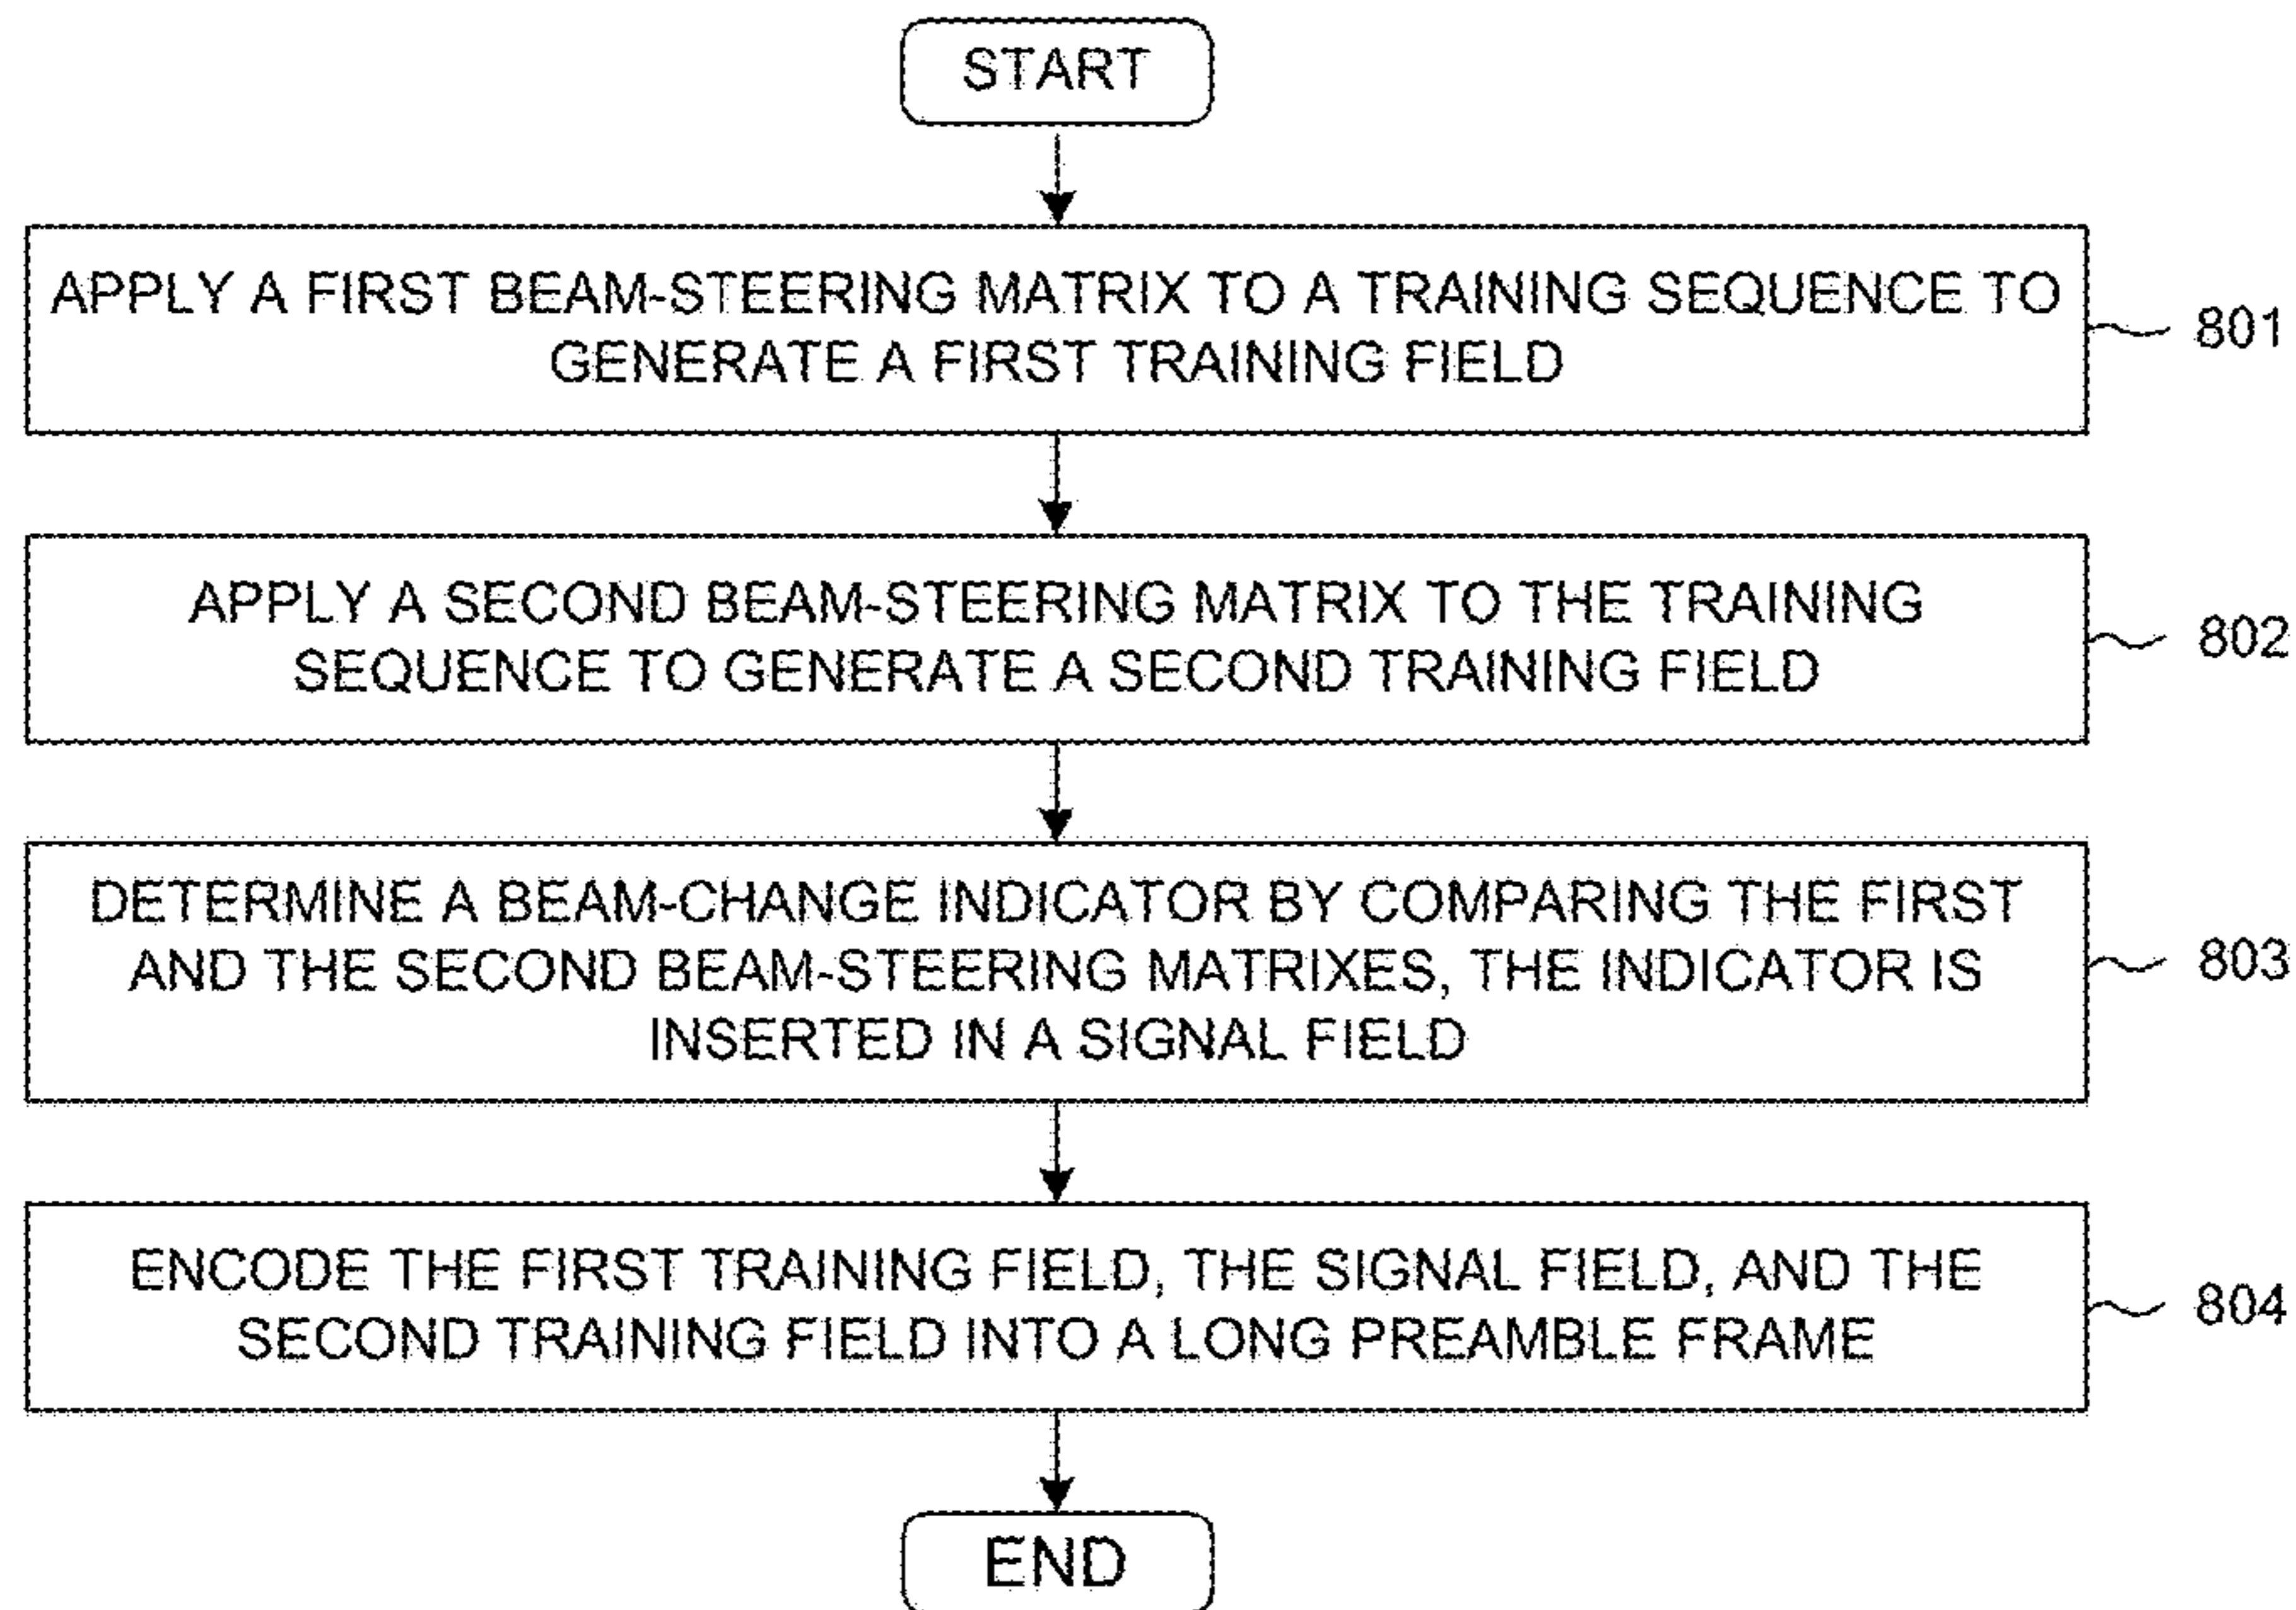 START
APPLY A FIRST BEAM-STEERING MATRIX TO A TRAINING SEQUENCE TO
GENERATE A FIRST TRAINING FIELD
801
APPLY A SECOND BEAM-STEERING MATRIX TO THE TRAINING
SEQUENCE TO GENERATE A SECOND TRAINING FIELD
802
DETERMINE A BEAM-CHANGE INDICATOR BY COMPARING THE FIRST
AND THE SECOND BEAM-STEERING MATRIXES, THE INDICATOR IS
INSERTED IN A SIGNAL FIELD
803
ENCODE THE FIRST TRAINING FIELD, THE SIGNAL FIELD, AND THE
SECOND TRAINING FIELD INTO A LONG PREAMBLE FRAME
804
END